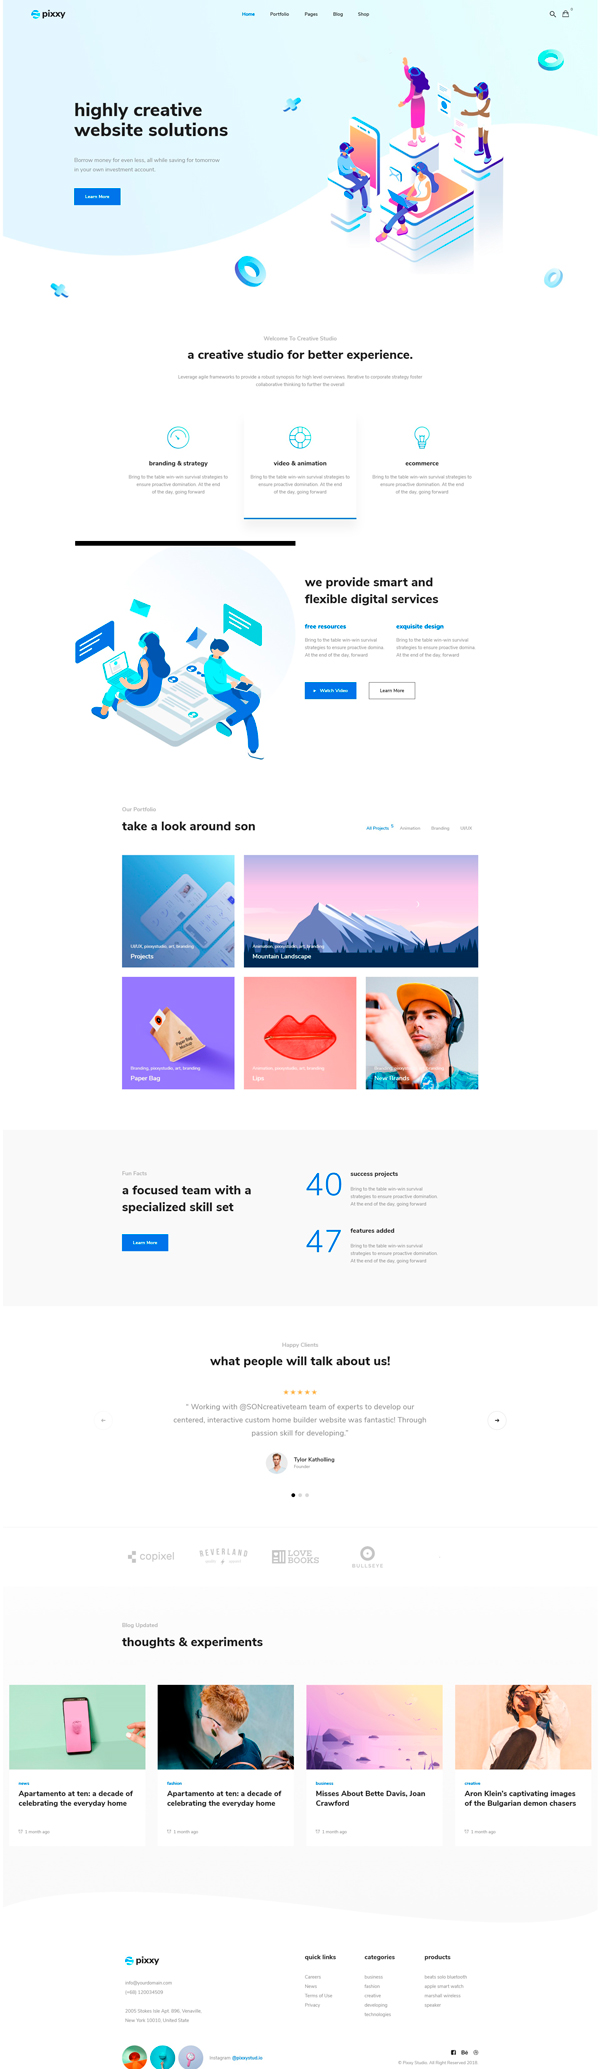 pixxy
Home Portfolio Pages Blog Shop
0
highly creative
website solutions
Borrow money for even less, all while saving for tomorrow
in your own investment account.
Learn More
Welcome To Creative Studio
a creative studio for better experience.
Leverage agile frameworks to provide a robust synopsis for high level overviews. Iterative to corporate strategy foster
collaborative thinking to further the overall
branding & strategy
Bring to the table win-win survival strategies to
ensure proactive domination. At the end
of the day, going forward
video & animation
Bring to the table win-win survival strategies to
ensure proactive domination. At the end
of the day, going forward
ecommerce
Bring to the table win-win survival strategies to
ensure proactive domination. At the end
of the day, going forward
we provide smart and
flexible digital services
free resources
Bring to the table win-win survival
strategies to ensure proactive domina.
At the end of the day, forward
exquisite design
Bring to the table win-win survival
strategies to ensure proactive domina.
At the end of the day, forward
Watch Video
Learn More
Our Portfolio
take a look around son
All Projects 5 Animation Branding UI/UX
UI/UX, pixxystudio, art, branding
Projects
Animation, pixxystudio, art, branding
Mountain Landscape
Paper Bag
Mockup
Branding, pixxystudio, art, branding
Paper Bag
Animation, pixxystudio, art, branding
Lips
New Brands
Fun Facts
a focused team with a
specialized skill set
Learn More
40
success projects
Bring to the table win-win survival
strategies to ensure proactive domination.
At the end of the day, going forward
47
features added
Bring to the table win-win survival
strategies to ensure proactive domination.
At the end of the day, going forward
Happy Clients
what people will talk about us!
" Working with @SONcreativeteam team of experts to develop our
centered, interactive custom home builder website was fantastic! Through
passion skill for developing."
Tylor Katholling
Founder
copixel
NEVERLAND
LOVE
BOOKS
BULLSEYE
Blog Updated
thoughts & experiments
news
Apartamento at ten: a decade of
celebrating the everyday home
1 month ago
fashion
Apartamento at ten: a decade of
celebrating the everyday home
1 month ago
business
Misses About Bette Davis, Joan
Crawford
1 month ago
creative
Aron Klein's captivating images
of the Bulgarian demon chasers
1 month ago
pixxy
info@yourdomain.com
(+68) 120034509
2005 Stokes Isle Apt. 896, Venaville,
New York 10010, United State
quick links
Careers
News
Terms of Use
Privacy
categories
business
fashion
creative
developing
technologies
products
beats solo bluetooth
apple smart watch
marshall wireless
speaker
Instagram @pixxystud.io
Bē
© Pixxy Studio. All Right Reserved 2018